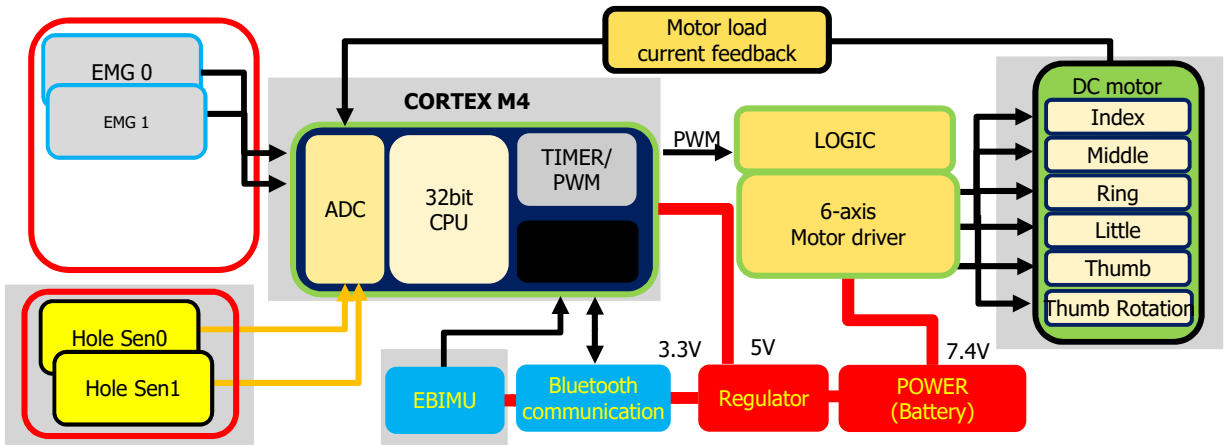 Motor load
current feedback
EMG 0
EMG 1
CORTEX M4
ADC
32bit
CPU
TIMER/
PWM
PWM
LOGIC
6-axis
Motor driver
DC motor
Index
Middle
Ring
Little
Thumb
Thumb Rotation
Hole Sen0
Hole Sen1
3.3V
5V
7.4V
EBIMU
Bluetooth
communication
Regulator
POWER
(Battery)